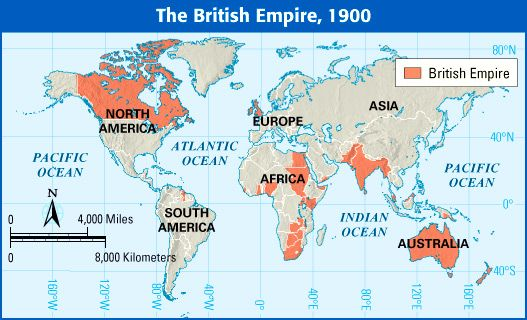 The British Empire, 1900
80°N
British Empire
NORTH
AMERICA
EUROPE
ASIA
ATLANTIC
OCEAN
40°N
PACIFIC
OCEAN
PACIFIC
OCEAN
AFRICA
N
0°
SOUTH
AMERICA
INDIAN
OCEAN
AUSTRALIA
0
4,000 Miles
0
8,000 Kilometers
40°S
160°W
120°W
80°W
40°W
0°
40°E
80°E
120°E
160°E